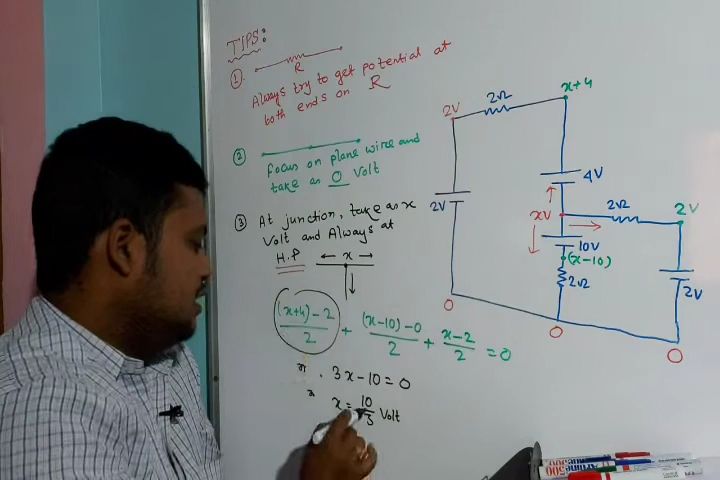 TIPS:
①. R
Always try to get potential at
both ends on R
② Focus on plane wire and
take as 0 Volt
③ At junction, take as x
Volt and Always at
H.P ← x →
(x+4)-2/2 + (x-10)-0/2 + x-2/2 = 0
3x-10=0
x = 10/3 Volt
2V 2Ω x+4
4V
2V
xV 2Ω 2V
10V
(x-10)
2Ω
2V
0 0 0